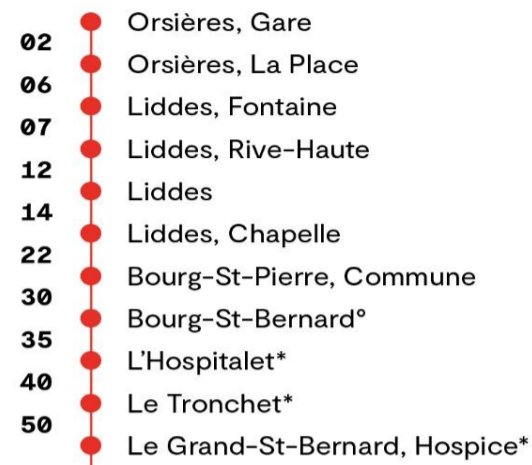 Orsières, Gare
02
Orsières, La Place
06
Liddes, Fontaine
07
Liddes, Rive-Haute
12
Liddes
14
Liddes, Chapelle
22
Bourg-St-Pierre, Commune
30
Bourg-St-Bernard°
35
L'Hospitalet*
40
Le Tronchet*
50
Le Grand-St-Bernard, Hospice*